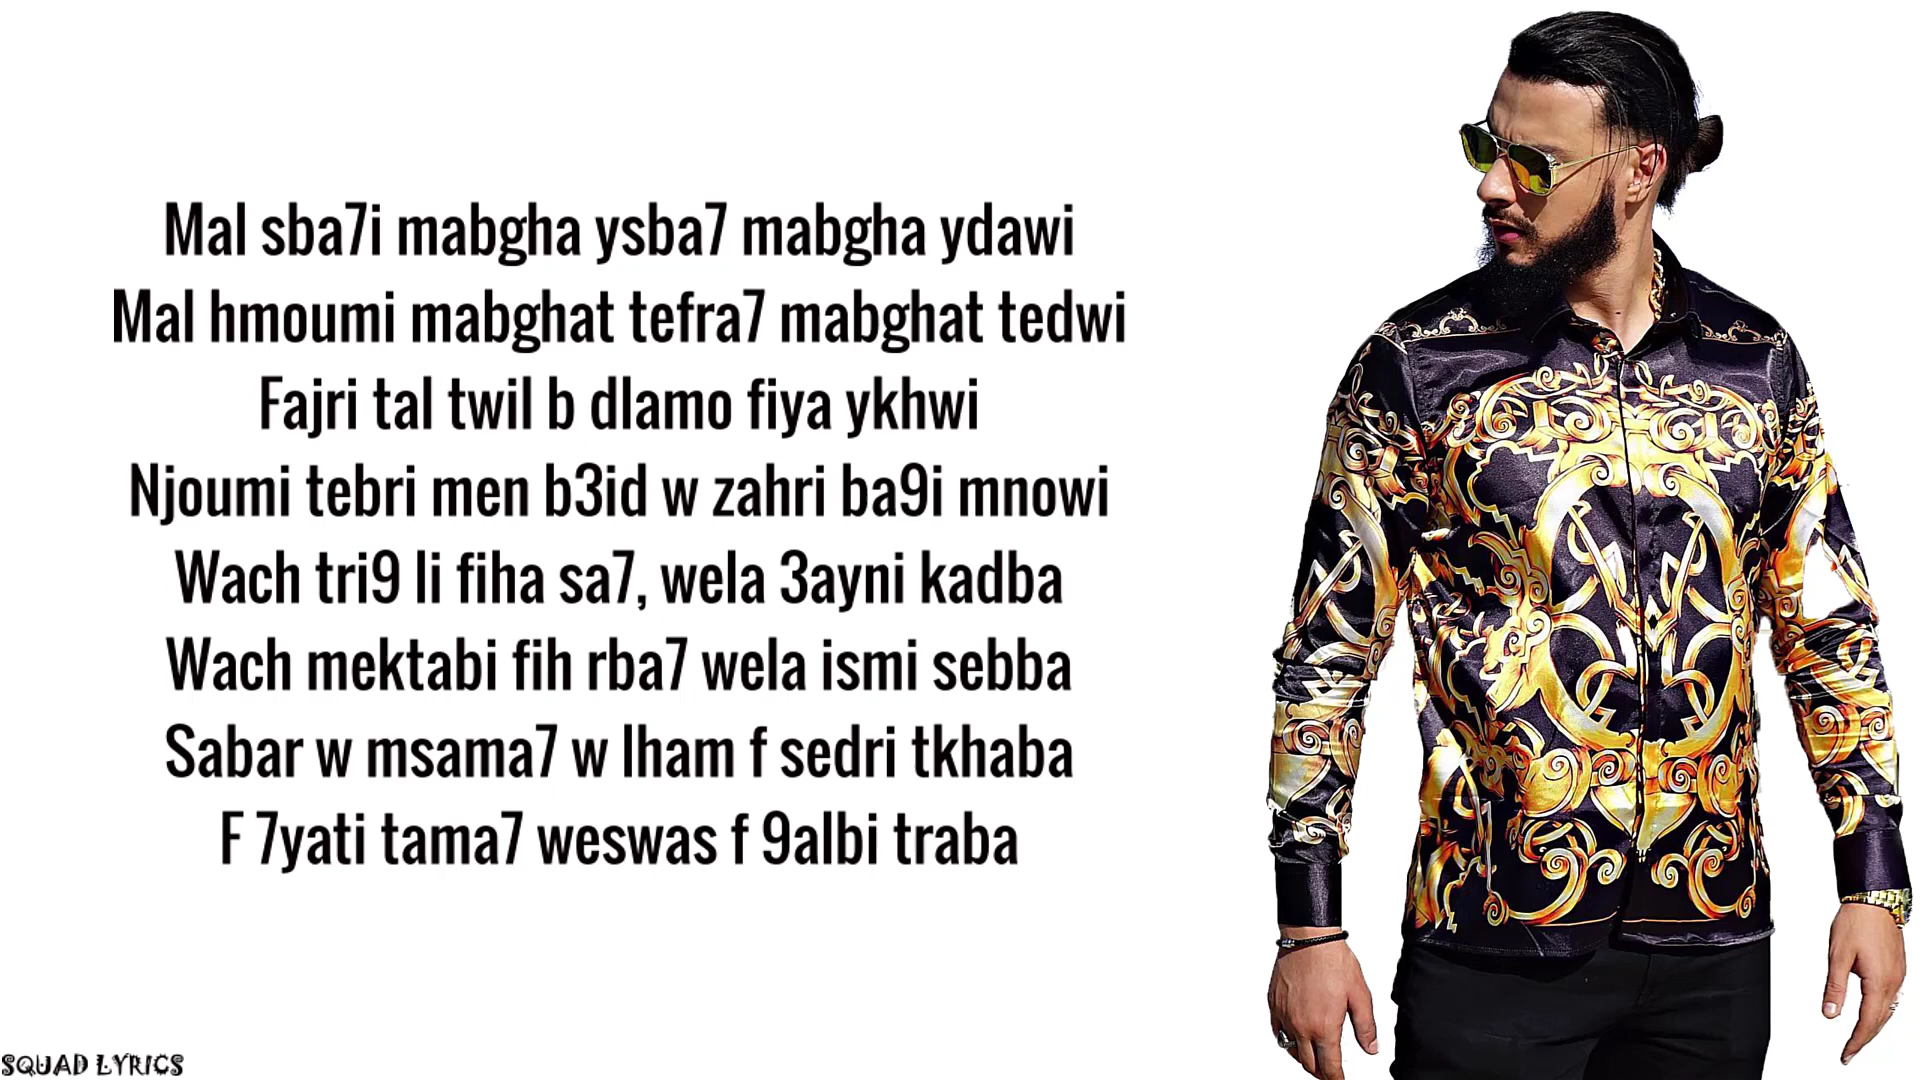 Mal sba7i mabgha ysba7 mabgha ydawi
Mal hmoumi mabghat tefra7 mabghat tedwi
Fajri tal twil b dlamo fiya ykhwi
Njoumi tebri men b3id w zahri ba9i mnowi
Wach tri9 li fiha sa7, wela 3ayni kadba
Wach mektabi fih rba7 wela ismi sebba
Sabar w msama7 w lham f sedri tkhaba
F 7yati tama7 weswas f 9albi traba
SQUAD LYRICS